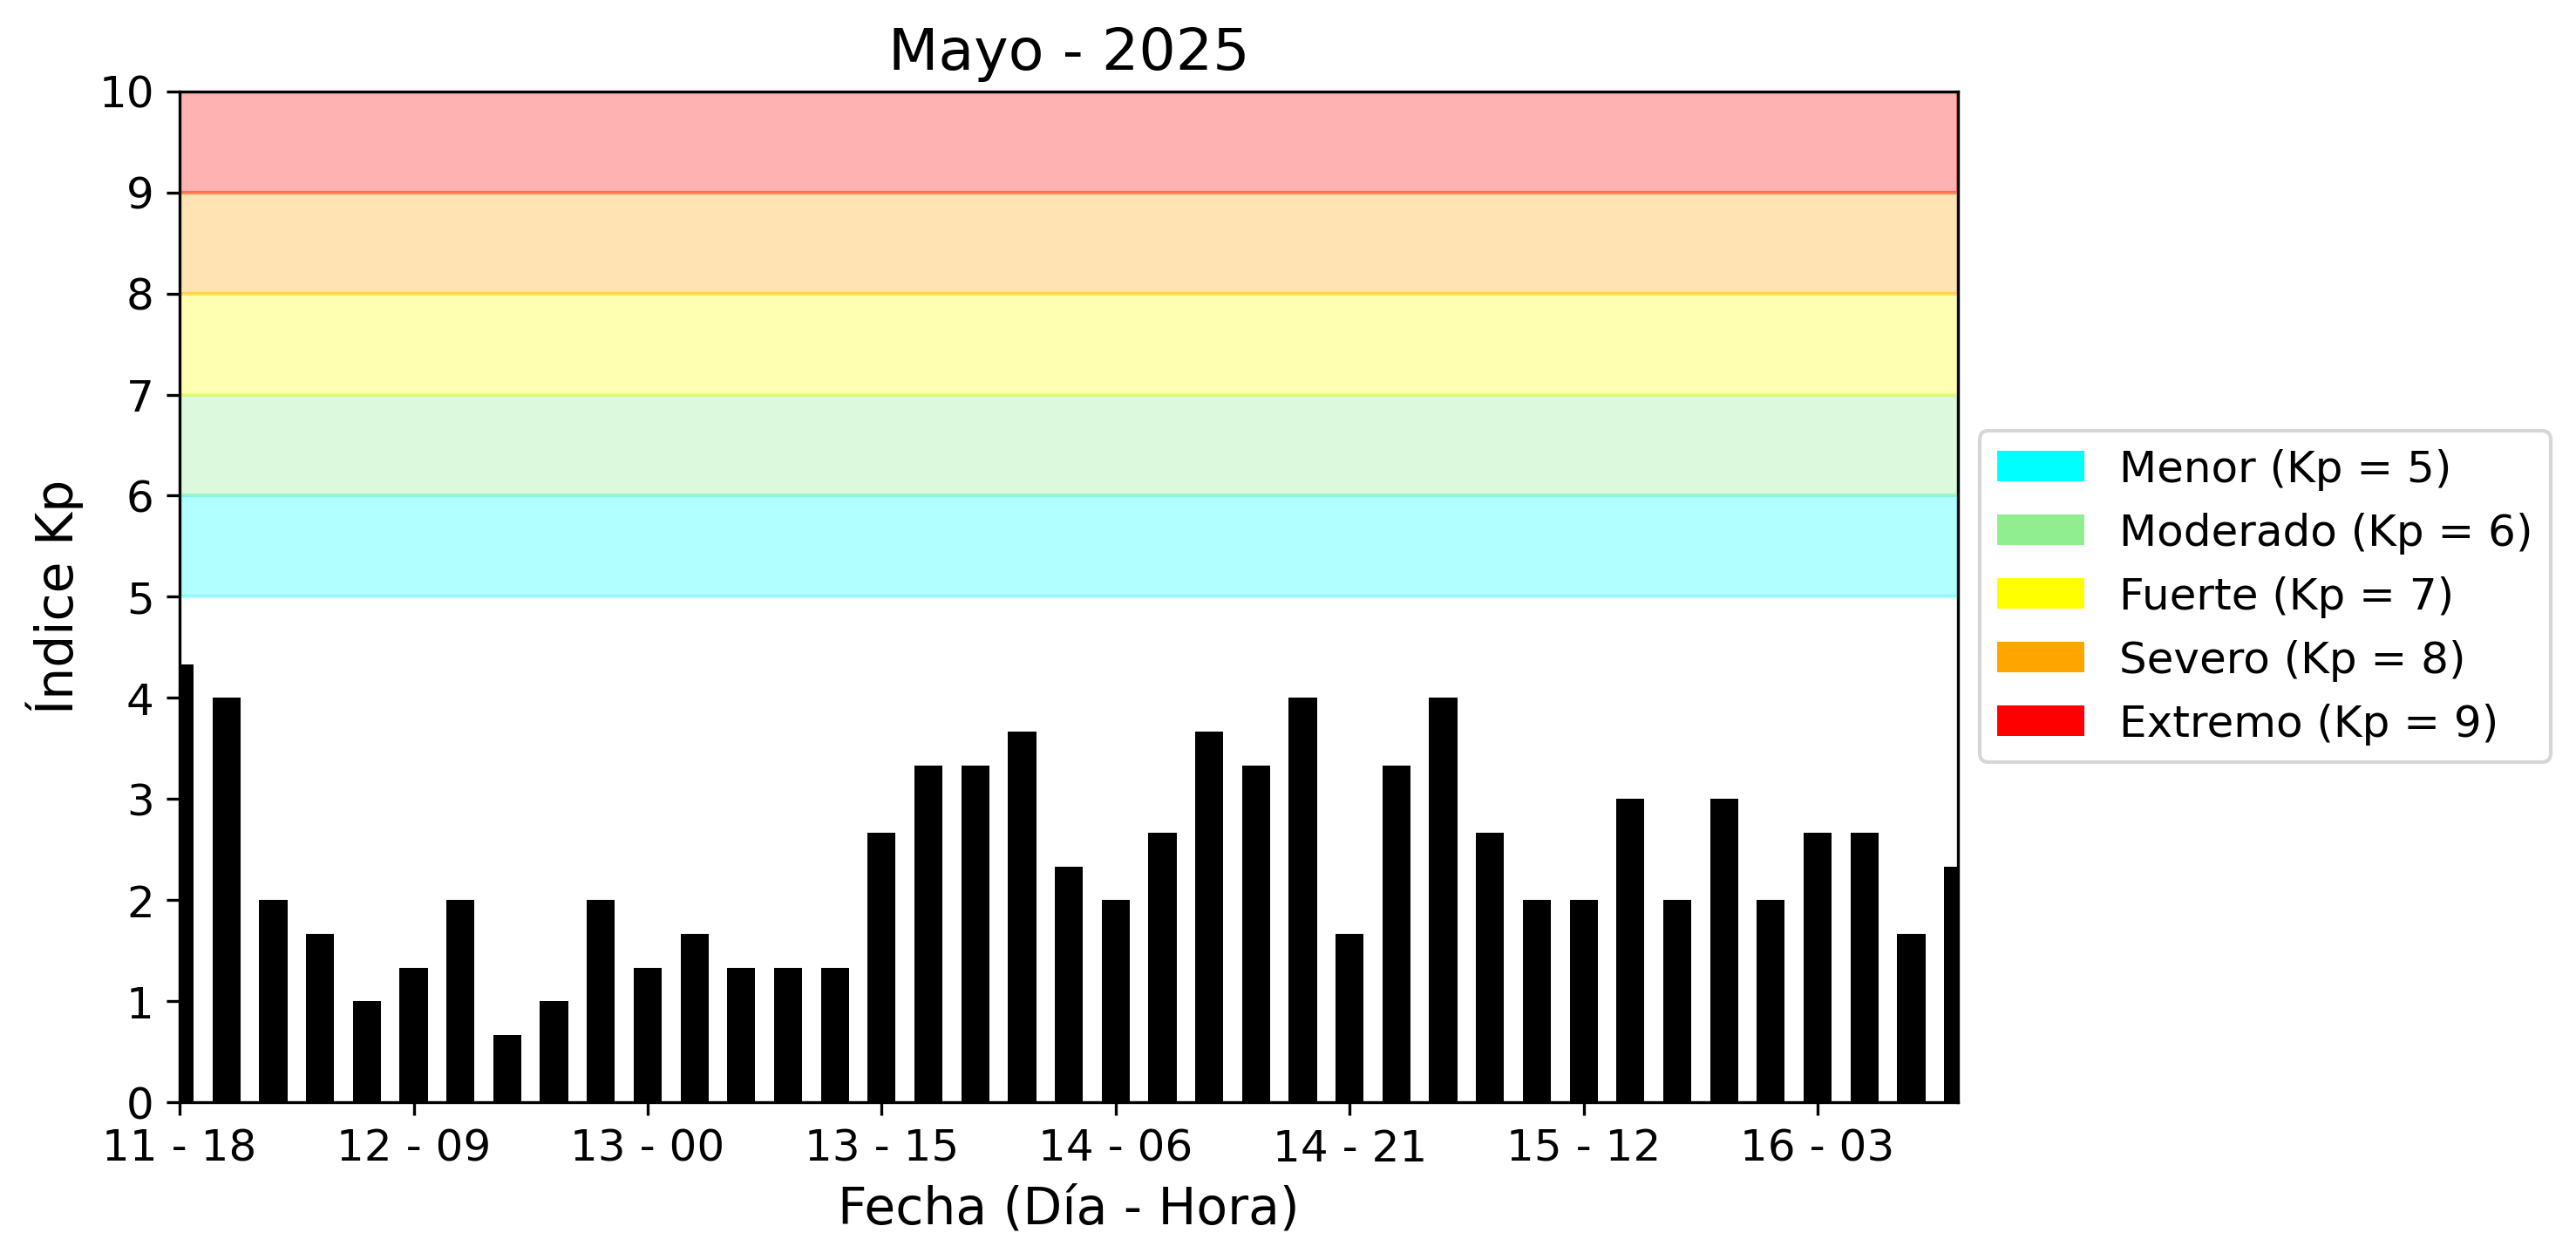 Mayo - 2025
10
9
8
7
6
5
4
3
2
1
0
Índice Kp
11 - 18
12 - 09
13 - 00
13 - 15
14 - 06
14 - 21
15 - 12
16 - 03
Fecha (Día - Hora)
Menor (Kp = 5)
Moderado (Kp = 6)
Fuerte (Kp = 7)
Severo (Kp = 8)
Extremo (Kp = 9)